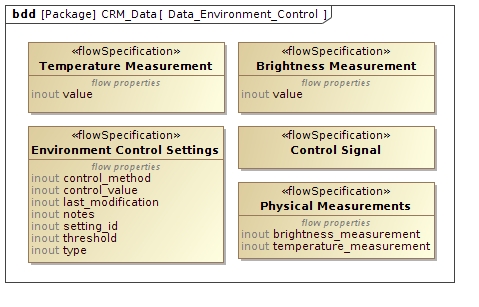 bdd [Package] CRM_Data[ Data_Environment_Control ]
«flowSpecification»
Temperature Measurement
flow properties
inout value
«flowSpecification»
Brightness Measurement
flow properties
inout value
«flowSpecification»
Environment Control Settings
flow properties
inout control_method
inout control_value
inout last_modification
inout notes
inout setting_id
inout threshold
inout type
«flowSpecification»
Control Signal
«flowSpecification»
Physical Measurements
flow properties
inout brightness_measurement
inout temperature_measurement